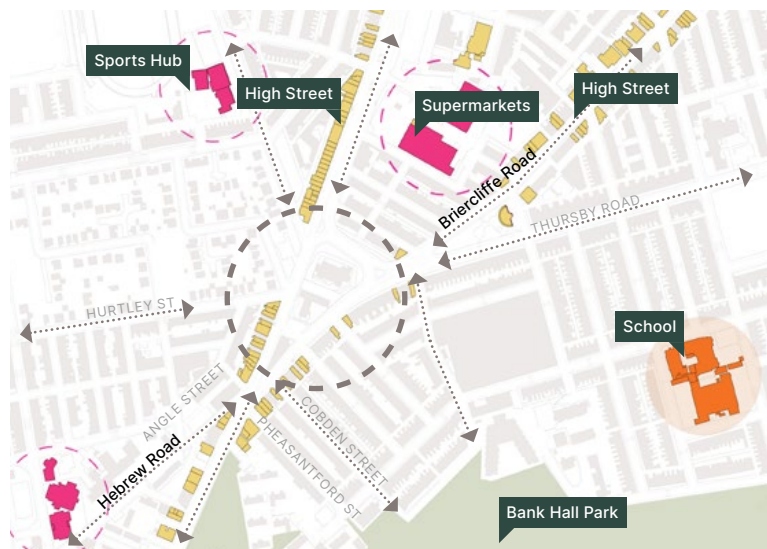 Sports Hub
High Street
Supermarkets
High Street
Briercliffe Road
THURSBY ROAD
HURTLEY ST
School
ANGLE STREET
COBDEN STREET
PHEASANTFORD ST
Hebrew Road
Bank Hall Park